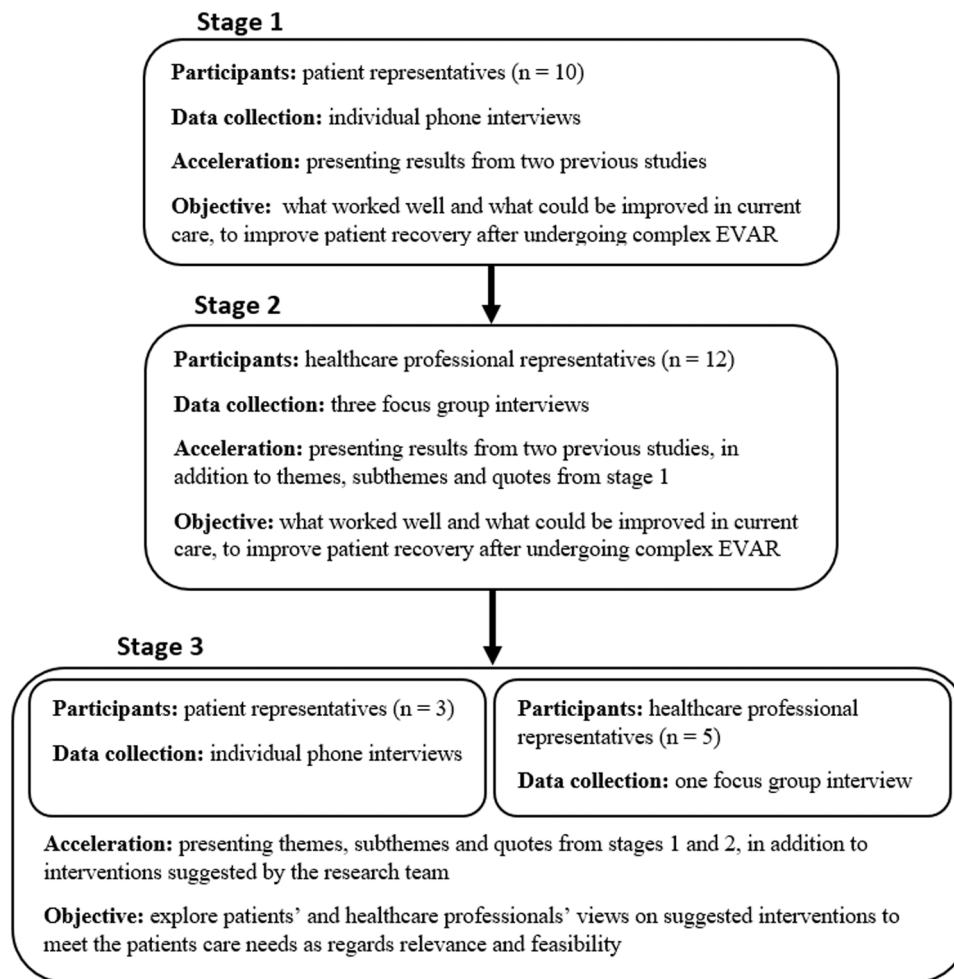 Stage 1
Participants: patient representatives (n = 10)
Data collection: individual phone interviews
Acceleration: presenting results from two previous studies
Objective: what worked well and what could be improved in current
care, to improve patient recovery after undergoing complex EVAR
Stage 2
Participants: healthcare professional representatives (n = 12)
Data collection: three focus group interviews
Acceleration: presenting results from two previous studies, in
addition to themes, subthemes and quotes from stage 1
Objective: what worked well and what could be improved in current
care, to improve patient recovery after undergoing complex EVAR
Stage 3
Participants: patient representatives (n = 3)
Data collection: individual phone interviews
Participants: healthcare professional
representatives (n = 5)
Data collection: one focus group interview
Acceleration: presenting themes, subthemes and quotes from stages 1 and 2, in addition to
interventions suggested by the research team
Objective: explore patients’ and healthcare professionals’ views on suggested interventions to
meet the patients care needs as regards relevance and feasibility